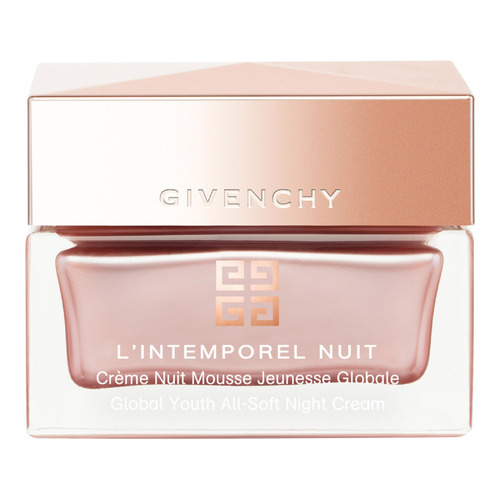 GIVENCHY
L'INTEMPOREL NUIT
Crème Nuit Mousse Jeunesse Globale
Global Youth All-Soft Night Cream